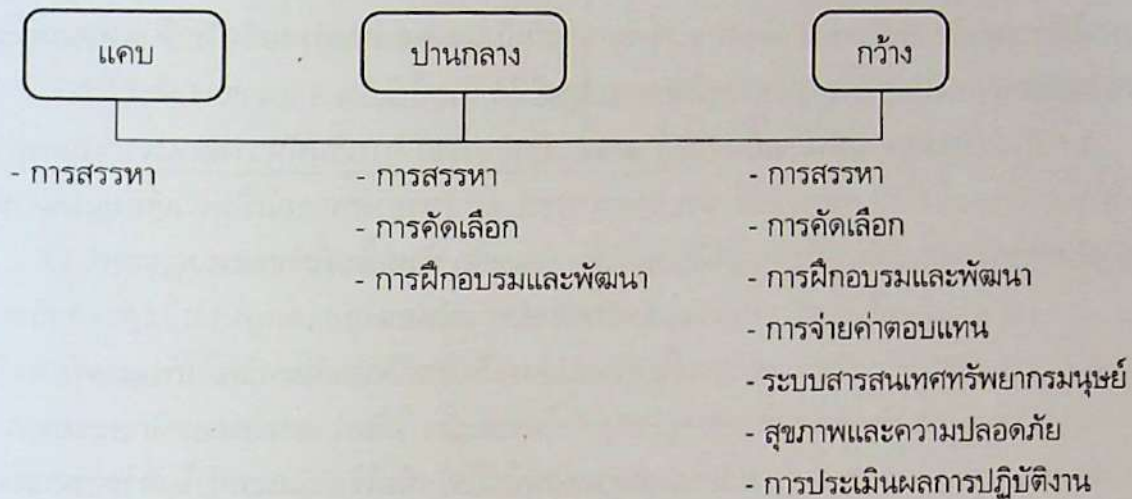 แคบ
ปานกลาง
กว้าง
- การสรรหา
- การสรรหา
- การคัดเลือก
- การฝึกอบรมและพัฒนา
- การสรรหา
- การคัดเลือก
- การฝึกอบรมและพัฒนา
- การจ่ายค่าตอบแทน
- ระบบสารสนเทศทรัพยากรมนุษย์
- สุขภาพและความปลอดภัย
- การประเมินผลการปฏิบัติงาน